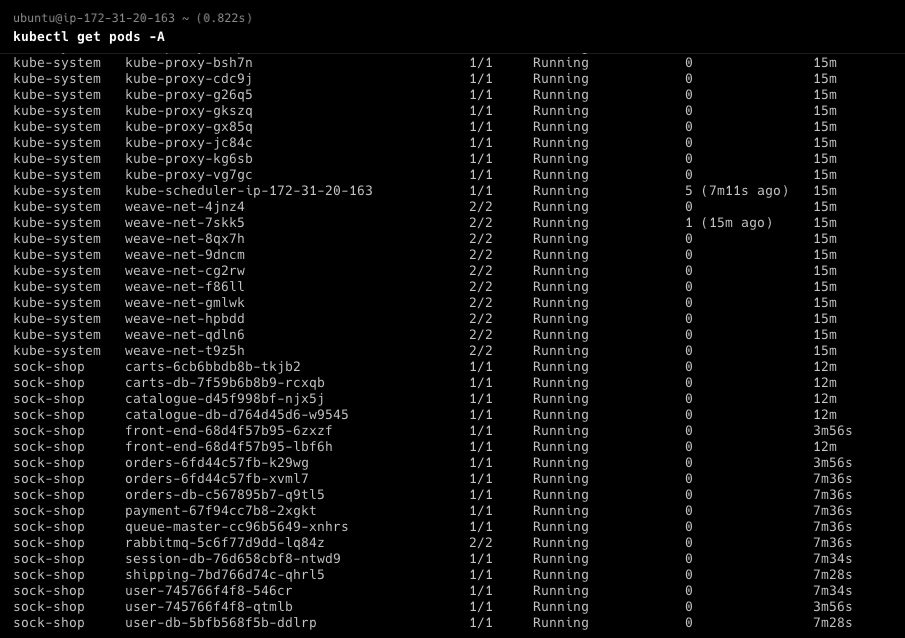 ubuntu@ip-172-31-20-163 ~ (0.822s)
kubectl get pods -A
kube-system kube-proxy-bsh7n 1/1 Running 0 15m
kube-system kube-proxy-cdc9j 1/1 Running 0 15m
kube-system kube-proxy-g26q5 1/1 Running 0 15m
kube-system kube-proxy-gkszq 1/1 Running 0 15m
kube-system kube-proxy-gx85q 1/1 Running 0 15m
kube-system kube-proxy-jc84c 1/1 Running 0 15m
kube-system kube-proxy-kg6sb 1/1 Running 0 15m
kube-system kube-proxy-vg7gc 1/1 Running 0 15m
kube-system kube-scheduler-ip-172-31-20-163 1/1 Running 5 (7m11s ago) 15m
kube-system weave-net-4jnz4 2/2 Running 0 15m
kube-system weave-net-7skk5 2/2 Running 1 (15m ago) 15m
kube-system weave-net-8qx7h 2/2 Running 0 15m
kube-system weave-net-9dncm 2/2 Running 0 15m
kube-system weave-net-cg2rw 2/2 Running 0 15m
kube-system weave-net-f86ll 2/2 Running 0 15m
kube-system weave-net-gmlwk 2/2 Running 0 15m
kube-system weave-net-hpbdd 2/2 Running 0 15m
kube-system weave-net-qdln6 2/2 Running 0 15m
kube-system weave-net-t9z5h 2/2 Running 0 15m
sock-shop carts-6cb6bbdb8b-tkjb2 1/1 Running 0 12m
sock-shop carts-db-7f59b6b8b9-rcxqb 1/1 Running 0 12m
sock-shop catalogue-d45f998bf-njx5j 1/1 Running 0 12m
sock-shop catalogue-db-d764d45d6-w9545 1/1 Running 0 12m
sock-shop front-end-68d4f57b95-6zxzf 1/1 Running 0 3m56s
sock-shop front-end-68d4f57b95-lbf6h 1/1 Running 0 12m
sock-shop orders-6fd44c57fb-k29wg 1/1 Running 0 3m56s
sock-shop orders-6fd44c57fb-xvml7 1/1 Running 0 7m36s
sock-shop orders-db-c567895b7-q9tl5 1/1 Running 0 7m36s
sock-shop payment-67f94cc7b8-2xgkt 1/1 Running 0 7m36s
sock-shop queue-master-cc96b5649-xnhrs 1/1 Running 0 7m36s
sock-shop rabbitmq-5c6f77d9dd-lq84z 2/2 Running 0 7m36s
sock-shop session-db-76d658cbf8-ntwd9 1/1 Running 0 7m34s
sock-shop shipping-7bd766d74c-qhrl5 1/1 Running 0 7m28s
sock-shop user-745766f4f8-546cr 1/1 Running 0 7m34s
sock-shop user-745766f4f8-qtmlb 1/1 Running 0 3m56s
sock-shop user-db-5bfb568f5b-ddlrp 1/1 Running 0 7m28s